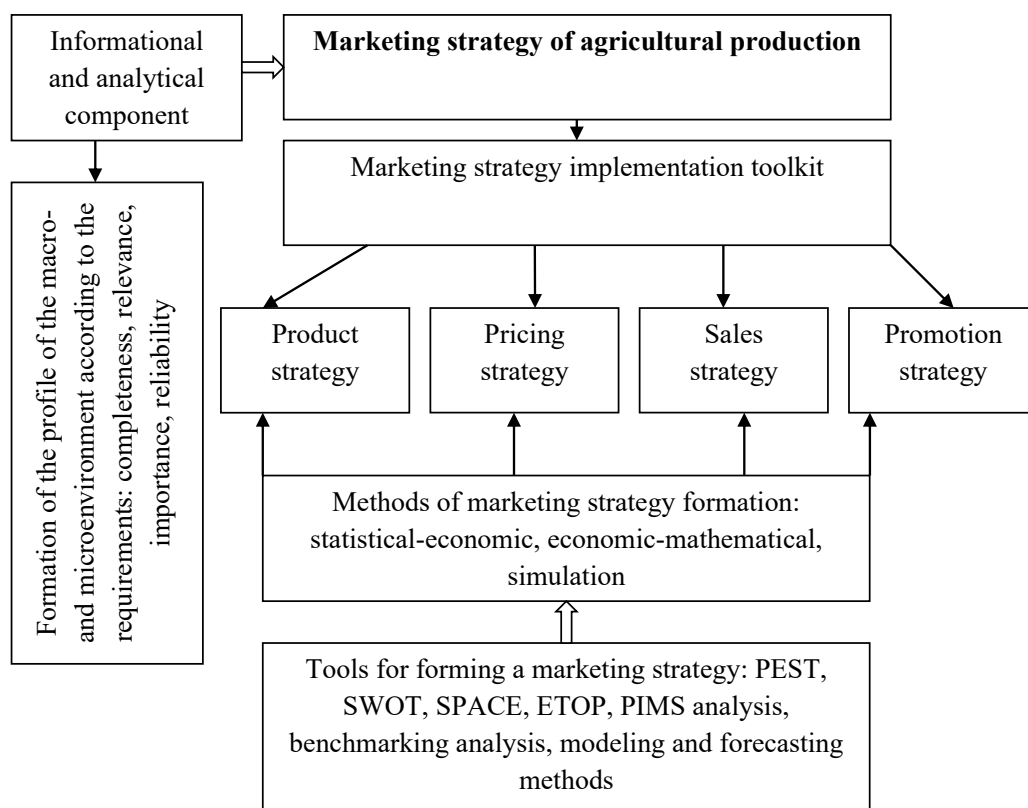 Informational
and analytical
component
Marketing strategy of agricultural production
Marketing strategy implementation toolkit
Formation of the profile of the macro-
and microenvironment according to the
requirements: completeness, relevance,
importance, reliability
Product
strategy
Pricing
strategy
Sales
strategy
Promotion
strategy
Methods of marketing strategy formation:
statistical-economic, economic-mathematical,
simulation
Tools for forming a marketing strategy: PEST,
SWOT, SPACE, ETOP, PIMS analysis,
benchmarking analysis, modeling and forecasting
methods